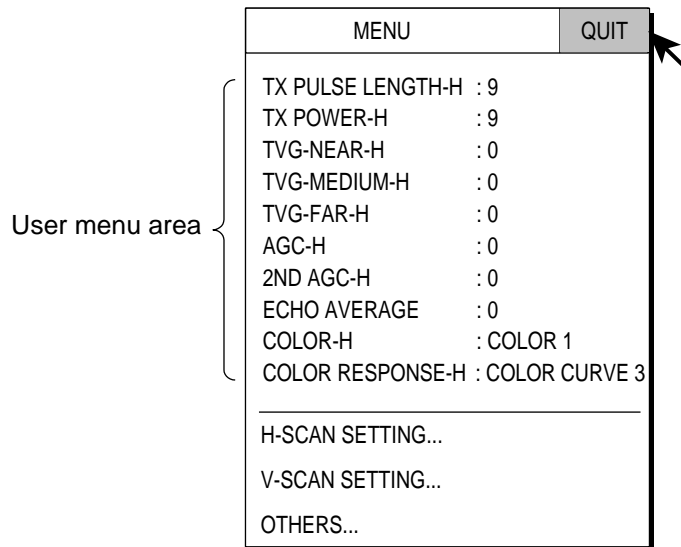 MENU QUIT
TX PULSE LENGTH-H : 9
TX POWER-H : 9
TVG-NEAR-H : 0
TVG-MEDIUM-H : 0
TVG-FAR-H : 0
User menu area
AGC-H : 0
2ND AGC-H : 0
ECHO AVERAGE : 0
COLOR-H : COLOR 1
COLOR RESPONSE-H : COLOR CURVE 3
H-SCAN SETTING...
V-SCAN SETTING...
OTHERS...